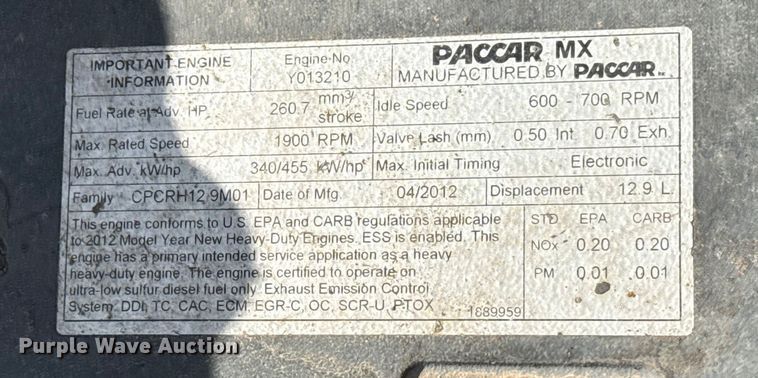 IMPORTANT ENGINE INFORMATION
Engine No Y013210
PACCAR MX
MANUFACTURED BY PACCAR INC
Fuel Rate at Adv. HP 260.7 mm³/stroke Idle Speed 600 - 700 RPM
Max. Rated Speed 1900 RPM Valve Lash (mm) 0.50 Int. 0.70 Exh.
Max. Adv. kW/hp 340/455 kW/hp Max. Initial Timing Electronic
Family CPCRH12.9M01 Date of Mfg. 04/2012 Displacement 12.9 L
This engine conforms to U.S. EPA and CARB regulations applicable
to 2012 Model Year New Heavy-Duty Engines. ESS is enabled. This
engine has a primary intended service application as a heavy
heavy-duty engine. The engine is certified to operate on
ultra-low sulfur diesel fuel only. Exhaust Emission Control
System: DDI, TC, CAC, ECM, EGR-C, OC, SCR-U, PTOX
STD. EPA CARB
NOx 0.20 0.20
PM 0.01 0.01
1889959
Purple Wave Auction